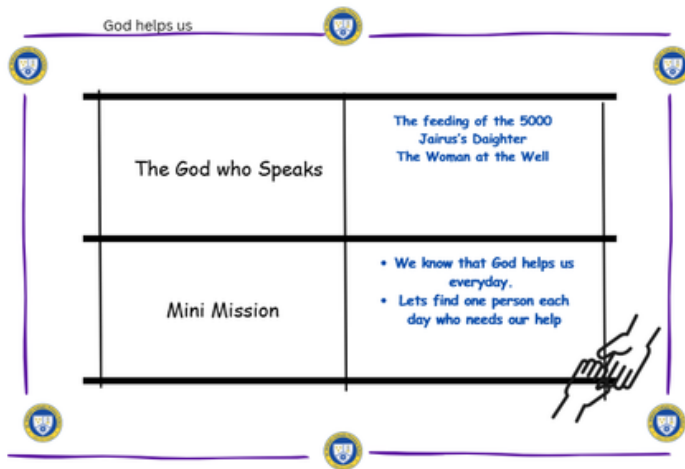 God helps us
The God who Speaks
The feeding of the 5000
Jairus's Daighter
The Woman at the Well
Mini Mission
• We know that God helps us
everyday.
• Lets find one person each
day who needs our help